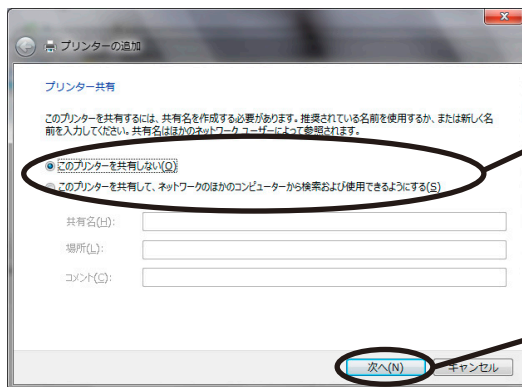 プリンターの追加
プリンター共有
このプリンターを共有するには、共有名を作成する必要があります。推奨されている名前を使用するか、または新しく名
前を入力してください。共有名はほかのネットワーク ユーザーによって参照されます。
このプリンターを共有しない(O)
このプリンターを共有して、ネットワークのほかのコンピューターから検索および使用できるようにする(S)
共有名(H):
場所(L):
コメント(C):
次へ(N)
キャンセル